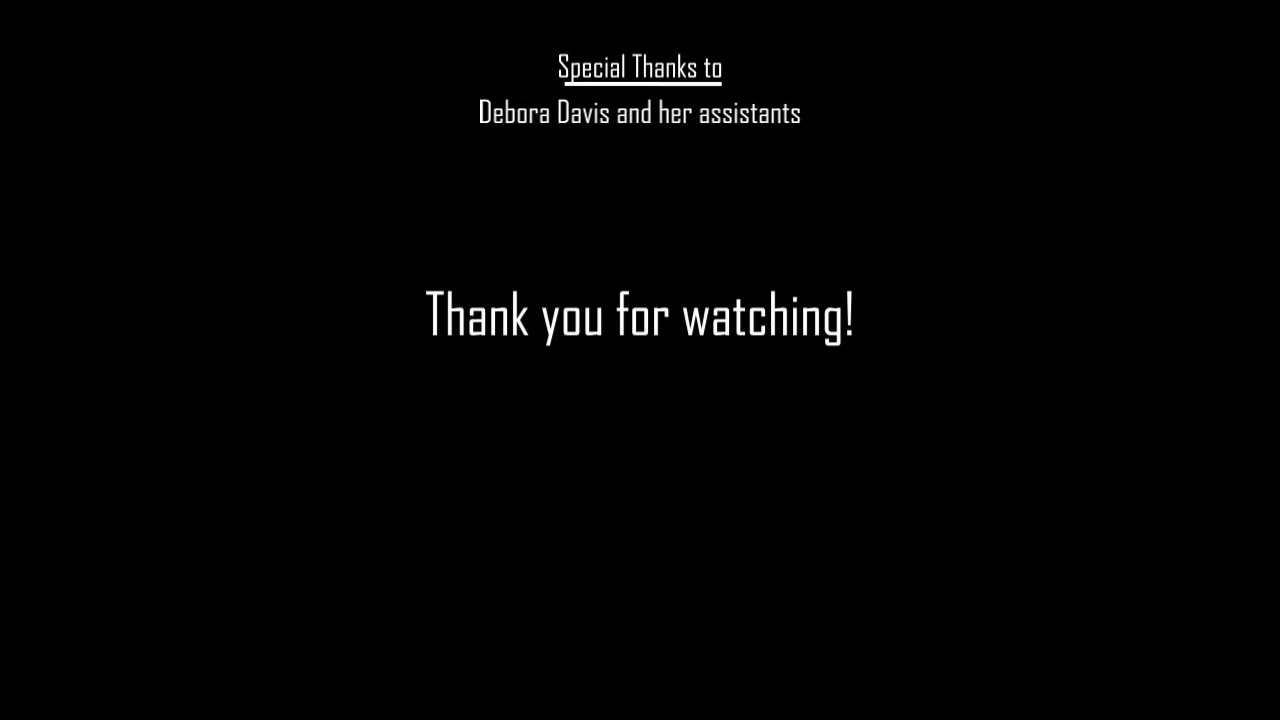 Special Thanks to
Debora Davis and her assistants
Thank you for watching!